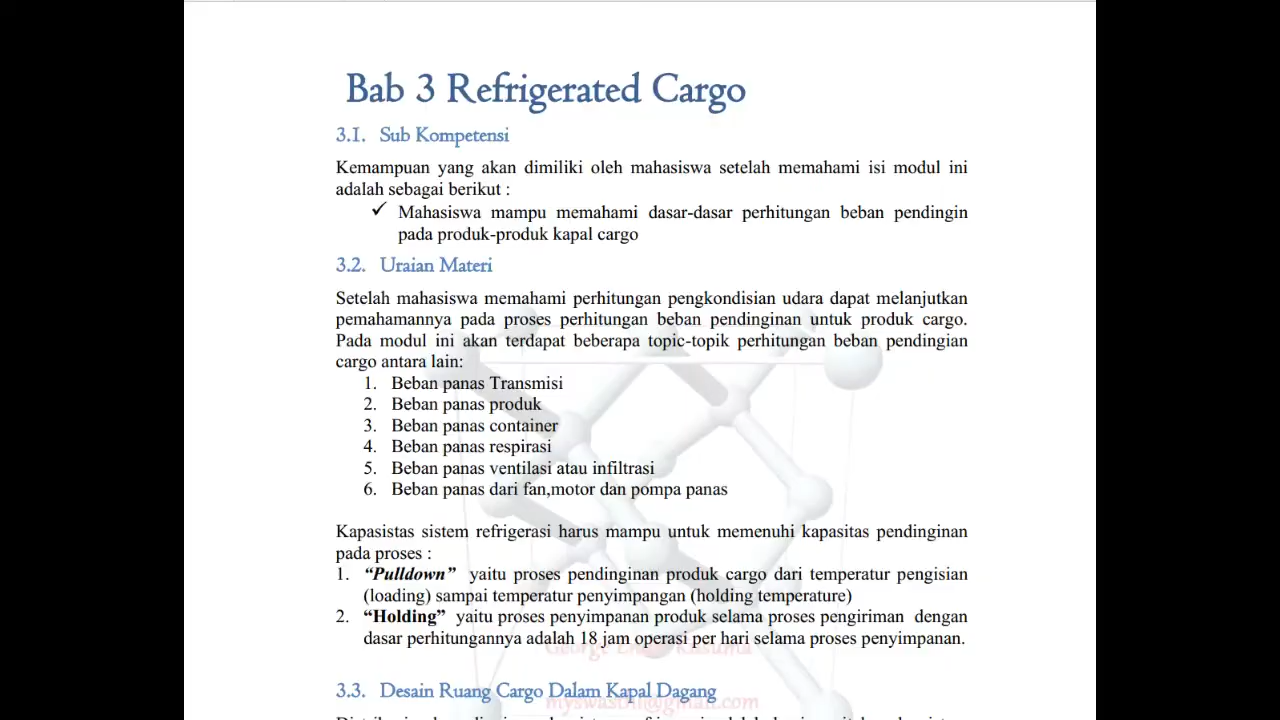 Bab 3 Refrigerated Cargo
3.1. Sub Kompetensi
Kemampuan yang akan dimiliki oleh mahasiswa setelah memahami isi modul ini
adalah sebagai berikut :
✓ Mahasiswa mampu memahami dasar-dasar perhitungan beban pendingin
pada produk-produk kapal cargo
3.2. Uraian Materi
Setelah mahasiswa memahami perhitungan pengkondisian udara dapat melanjutkan
pemahamannya pada proses perhitungan beban pendinginan untuk produk cargo.
Pada modul ini akan terdapat beberapa topic-topik perhitungan beban pendingian
cargo antara lain:
1. Beban panas Transmisi
2. Beban panas produk
3. Beban panas container
4. Beban panas respirasi
5. Beban panas ventilasi atau infiltrasi
6. Beban panas dari fan,motor dan pompa panas
Kapasistas sistem refrigerasi harus mampu untuk memenuhi kapasitas pendinginan
pada proses :
1. “Pulldown” yaitu proses pendinginan produk cargo dari temperatur pengisian
(loading) sampai temperatur penyimpangan (holding temperature)
2. “Holding” yaitu proses penyimpanan produk selama proses pengiriman dengan
dasar perhitungannya adalah 18 jam operasi per hari selama proses penyimpanan.
George
3.3. Desain Ruang Cargo Dalam Kapal Dagang